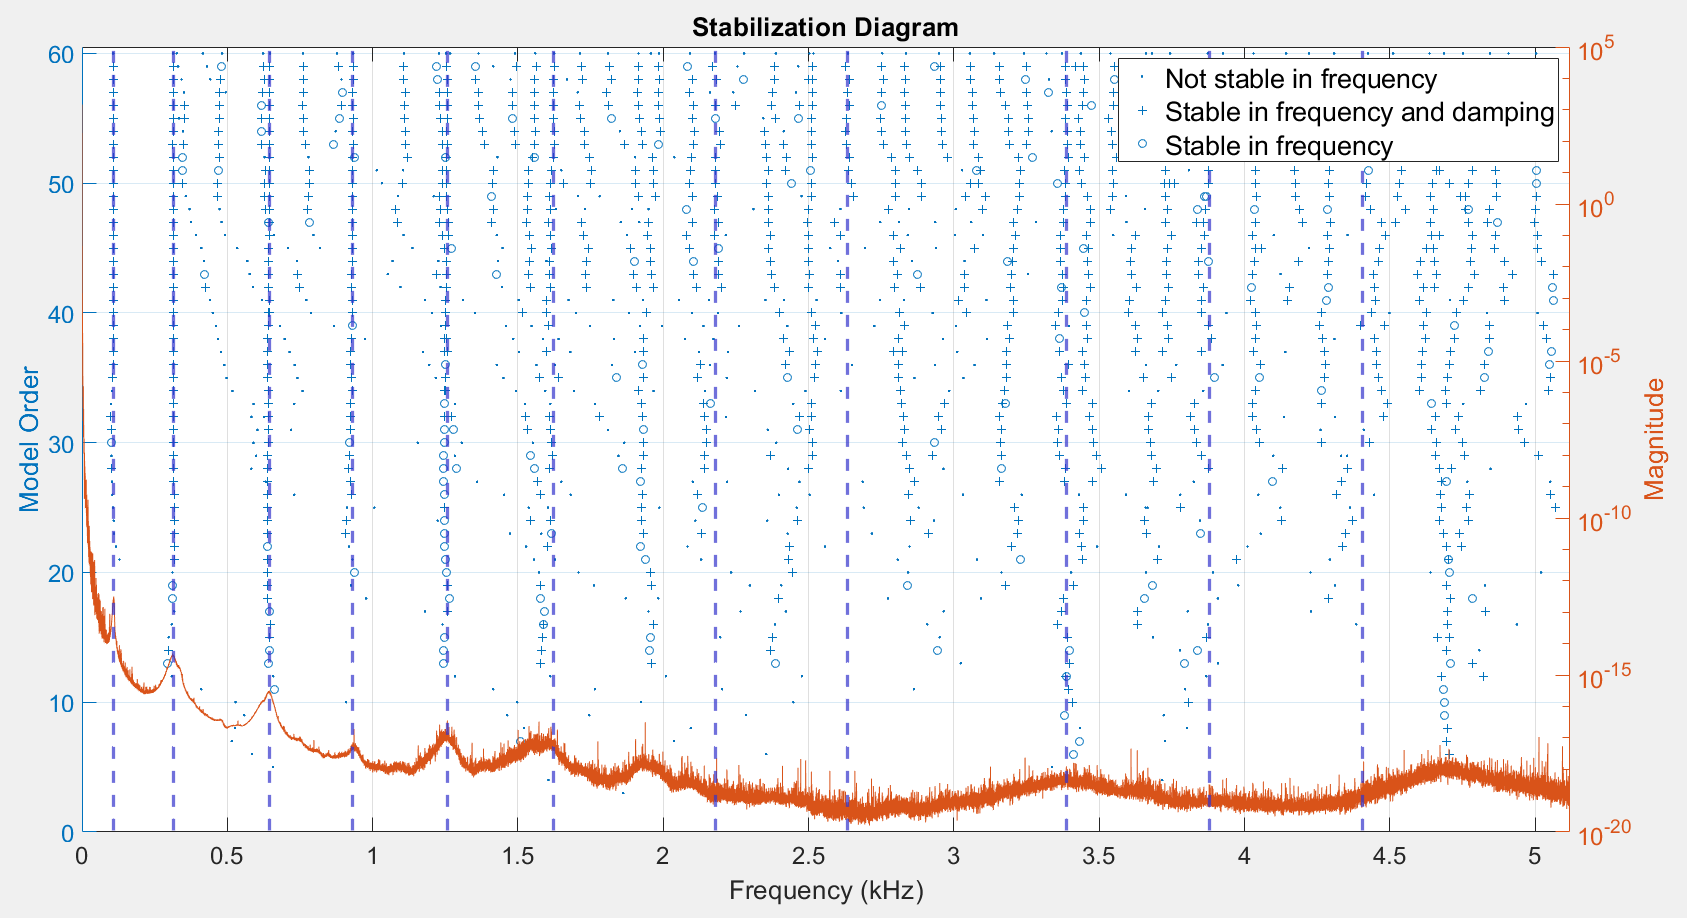 Stabilization Diagram
Not stable in frequency
Stable in frequency and damping
Stable in frequency
Model Order
60
50
40
30
20
10
0
Magnitude
10^5
10^0
10^-5
10^-10
10^-15
10^-20
0 0.5 1 1.5 2 2.5 3 3.5 4 4.5 5
Frequency (kHz)